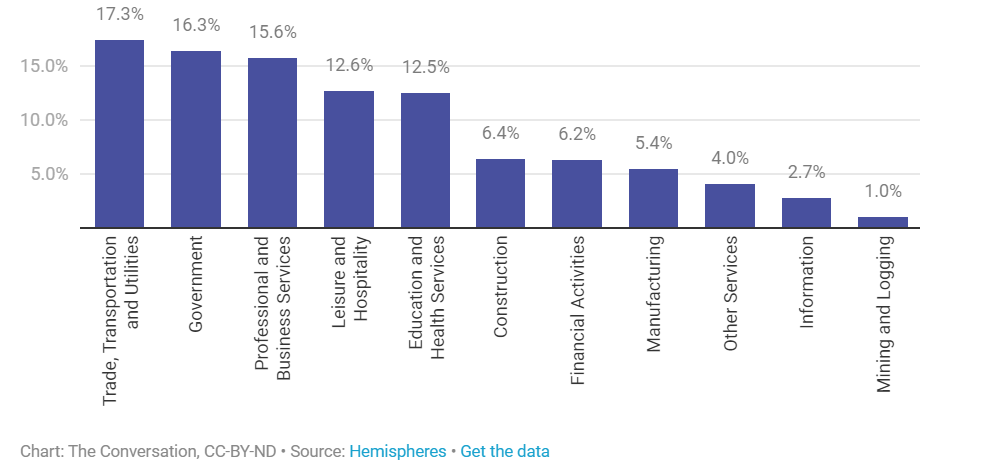 17.3%
16.3%
15.6%
12.6%
12.5%
6.4%
6.2%
5.4%
4.0%
2.7%
1.0%
15.0%
10.0%
5.0%
Trade, Transportation
and Utilities
Government
Professional and
Business Services
Leisure and
Hospitality
Education and
Health Services
Construction
Financial Activities
Manufacturing
Other Services
Information
Mining and Logging
Chart: The Conversation, CC-BY-ND • Source: Hemispheres • Get the data